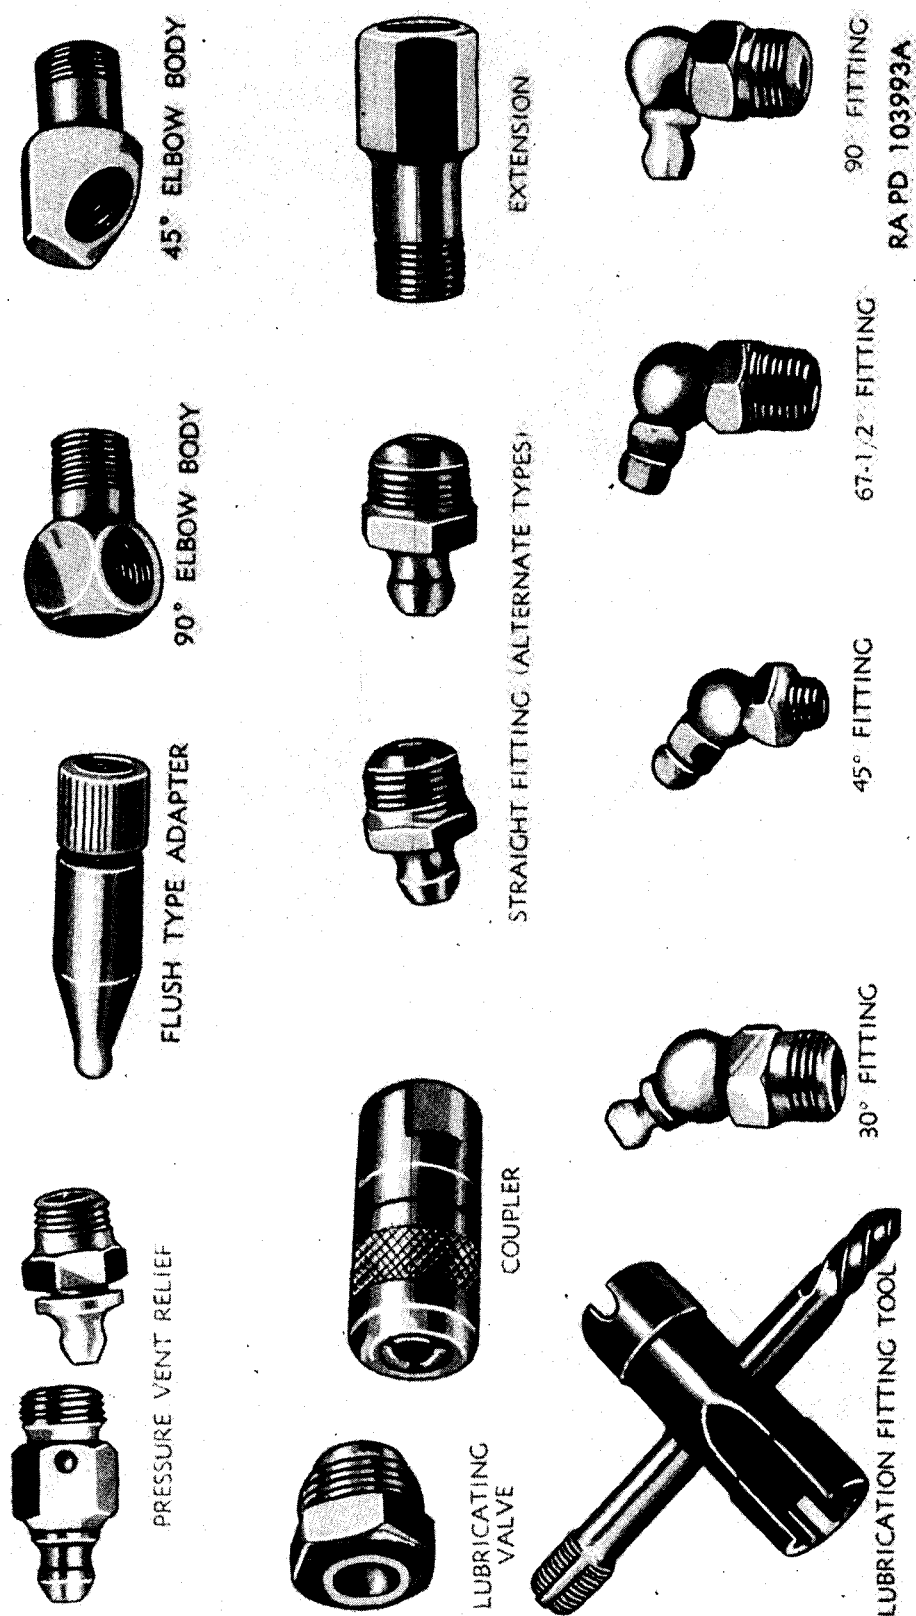 PRESSURE VENT RELIEF
FLUSH TYPE ADAPTER
90° ELBOW BODY
45° ELBOW BODY
LUBRICATING
VALVE
COUPLER
STRAIGHT FITTING (ALTERNATE TYPES)
EXTENSION
LUBRICATION FITTING TOOL
30° FITTING
45° FITTING
67-1/2° FITTING
90° FITTING
RA PD 103993A